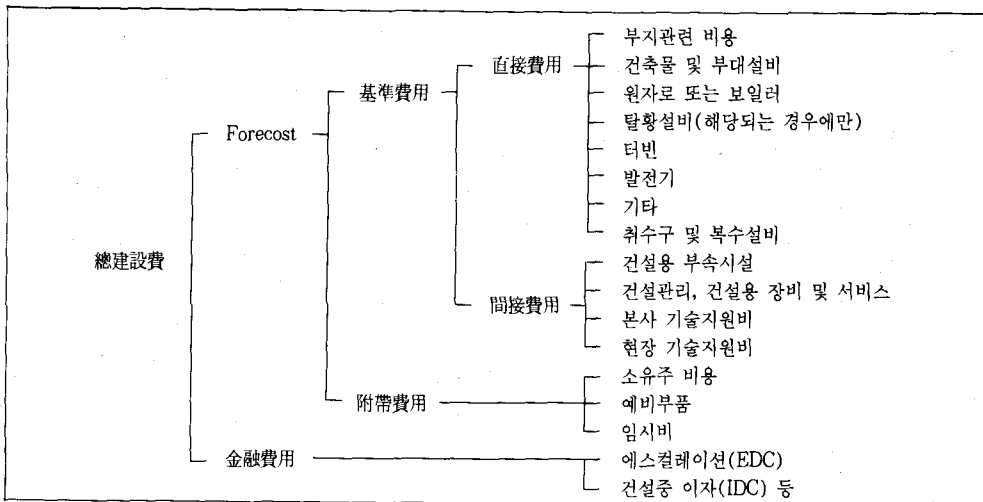 부지관련 비용
直接費用
건축물 및 부대설비
基準費用
원자로 또는 보일러
Forecost
탈황설비(해당되는 경우에만)
터빈
발전기
기타
취수구 및 복수설비
總建設費
건설용 부속시설
間接費用
건설관리, 건설용 장비 및 서비스
본사 기술지원비
현장 기술지원비
소유주 비용
附帶費用
예비부품
임시비
金融費用
에스컬레이션(EDC)
건설중 이자(IDC) 등